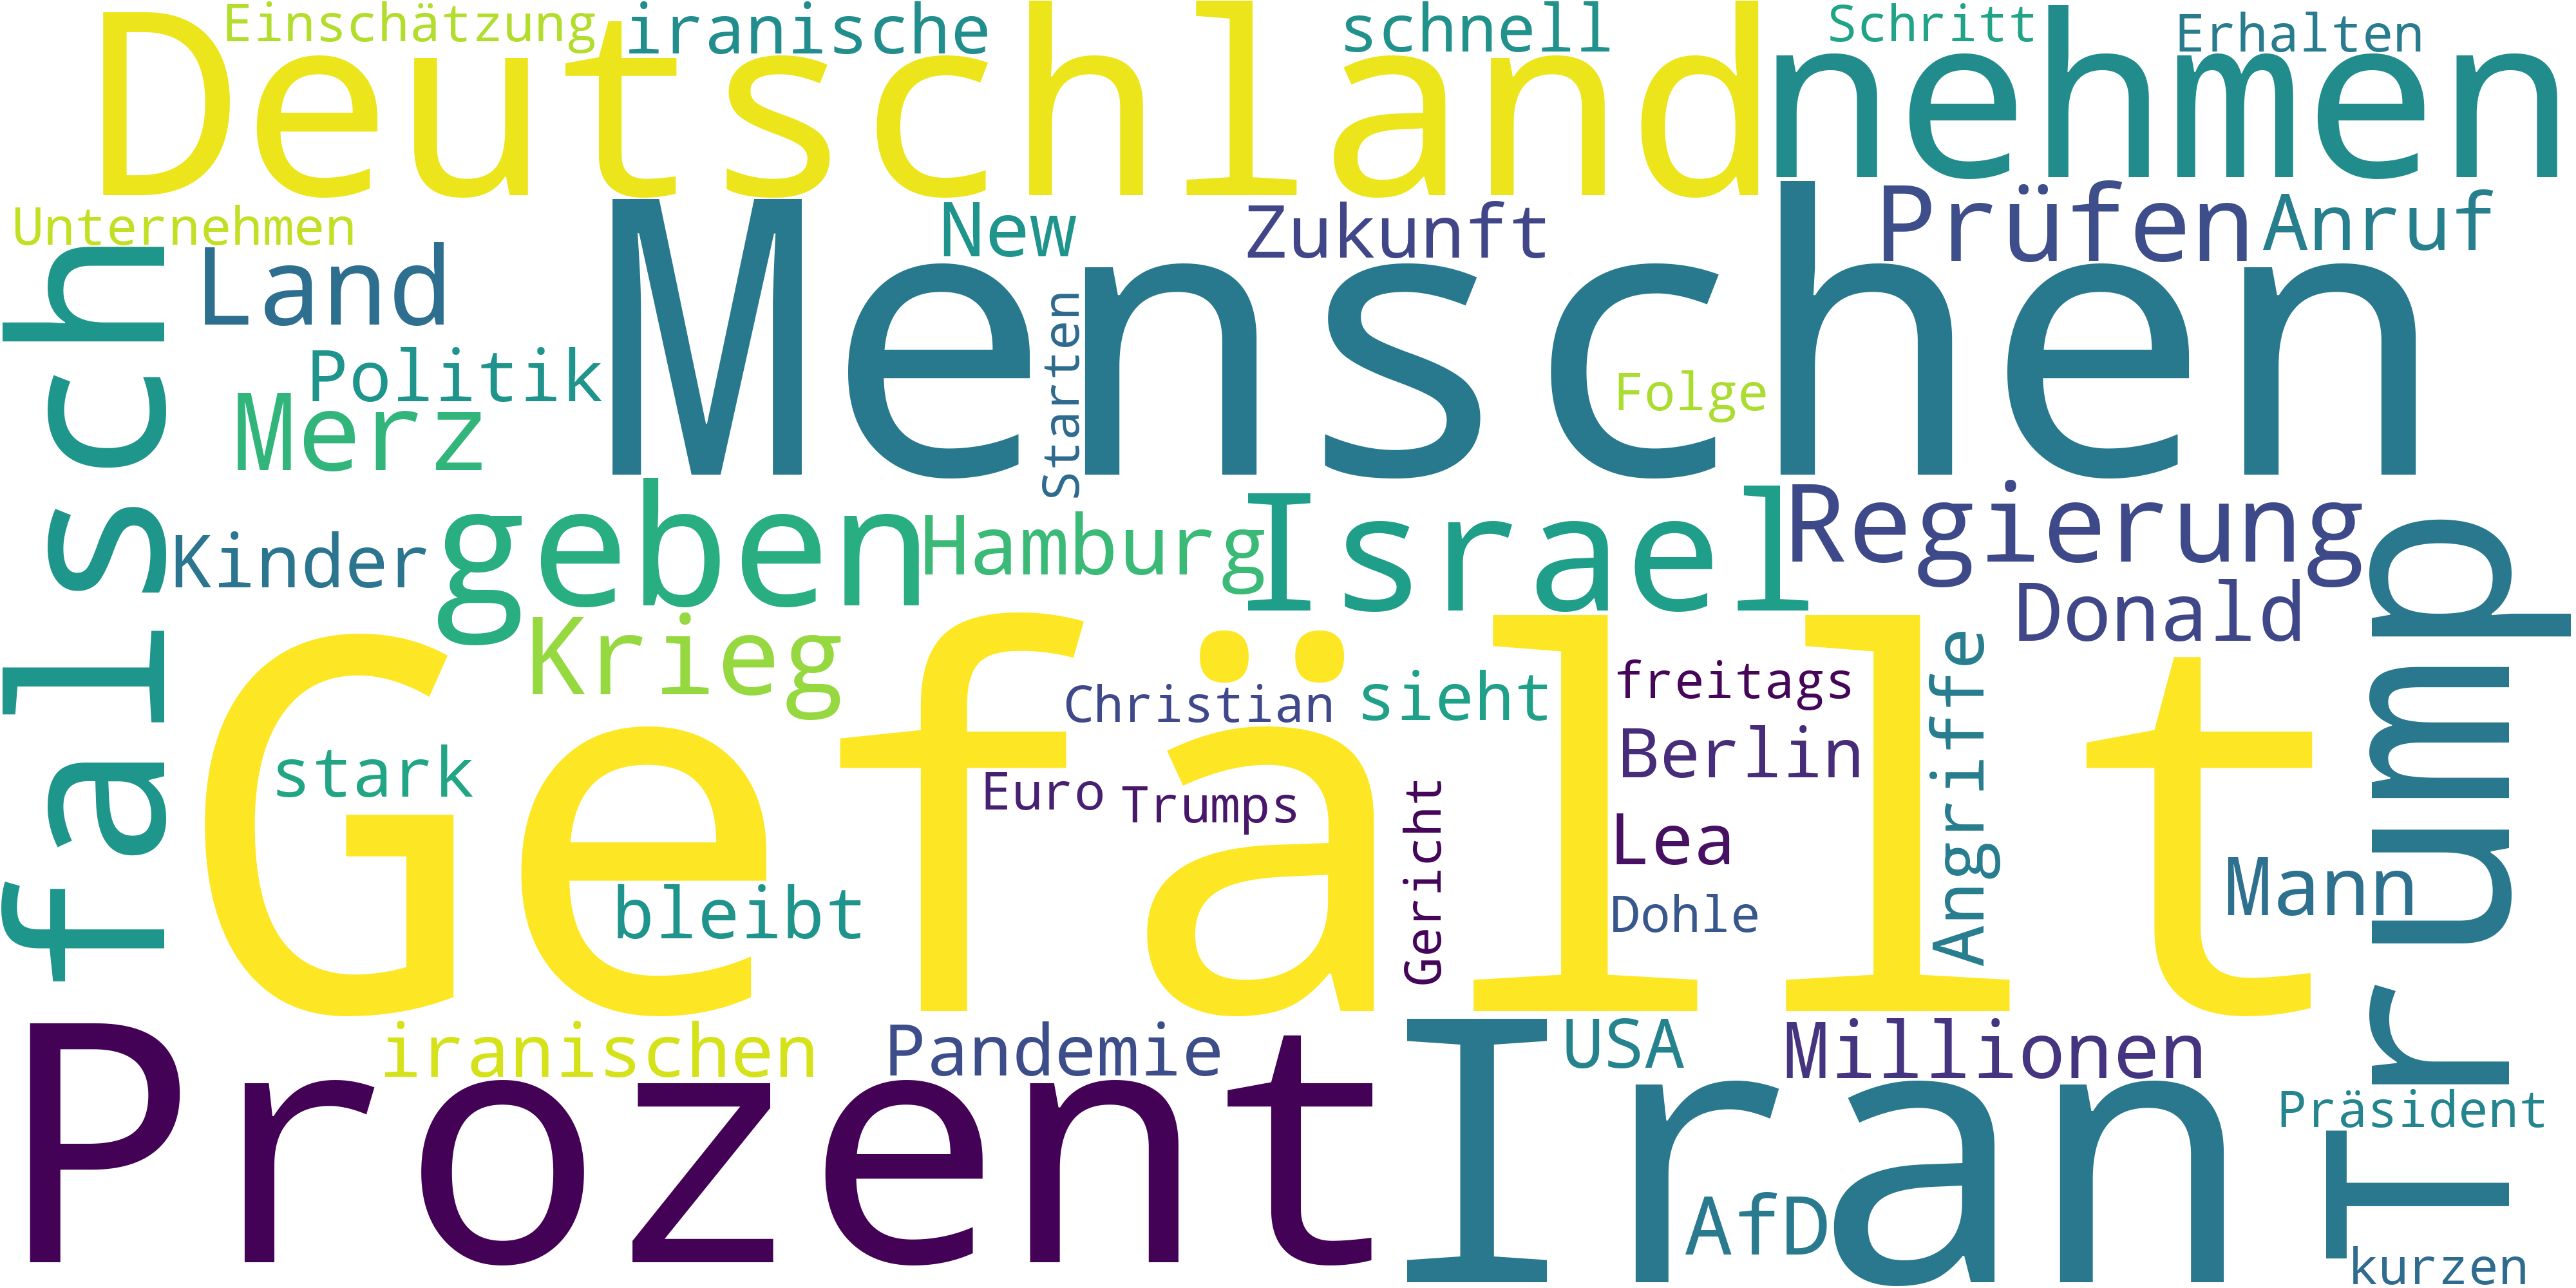 Einschätzung
iranische
schnell
Schritt
Erhalten
Deutschland
nehmen
Unternehmen
New
Zukunft
Prüfen
Anruf
Land
Menschen
Politik
Starten
Folge
Merz
falsch
Kinder
geben
Hamburg
Israel
Regierung
Donald
Trump
Krieg
Gefällt
Christian
sieht
freitags
Angriffe
stark
Euro
Trumps
Berlin
Gericht
Lea
Mann
bleibt
Dohle
iranischen
Pandemie
USA
Millionen
Prozent
Iran
Präsident
AfD
kurzen